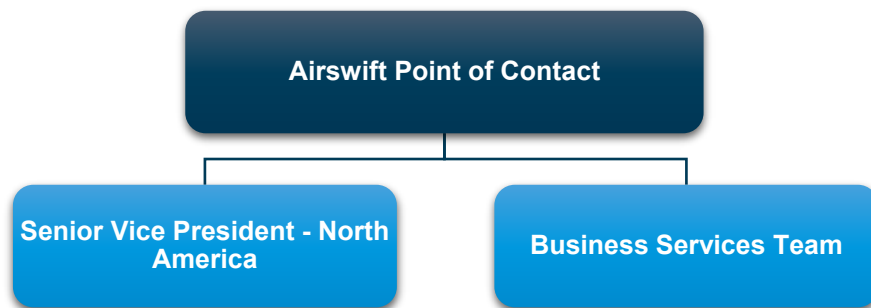 Airswift Point of Contact
Senior Vice President - North
America
Business Services Team